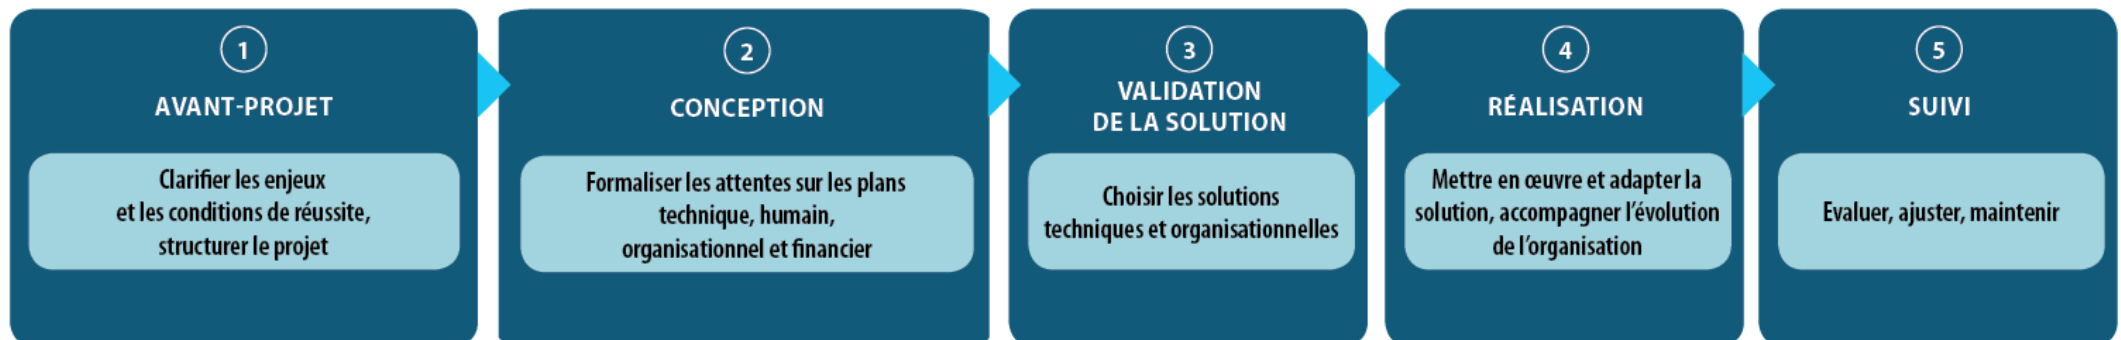 1
AVANT-PROJET
Clarifier les enjeux
et les conditions de réussite,
structurer le projet
2
CONCEPTION
Formaliser les attentes sur les plans
technique, humain,
organisationnel et financier
3
VALIDATION
DE LA SOLUTION
Choisir les solutions
techniques et organisationnelles
4
RÉALISATION
Mettre en œuvre et adapter la
solution, accompagner l’évolution
de l’organisation
5
SUIVI
Evaluer, ajuster, maintenir